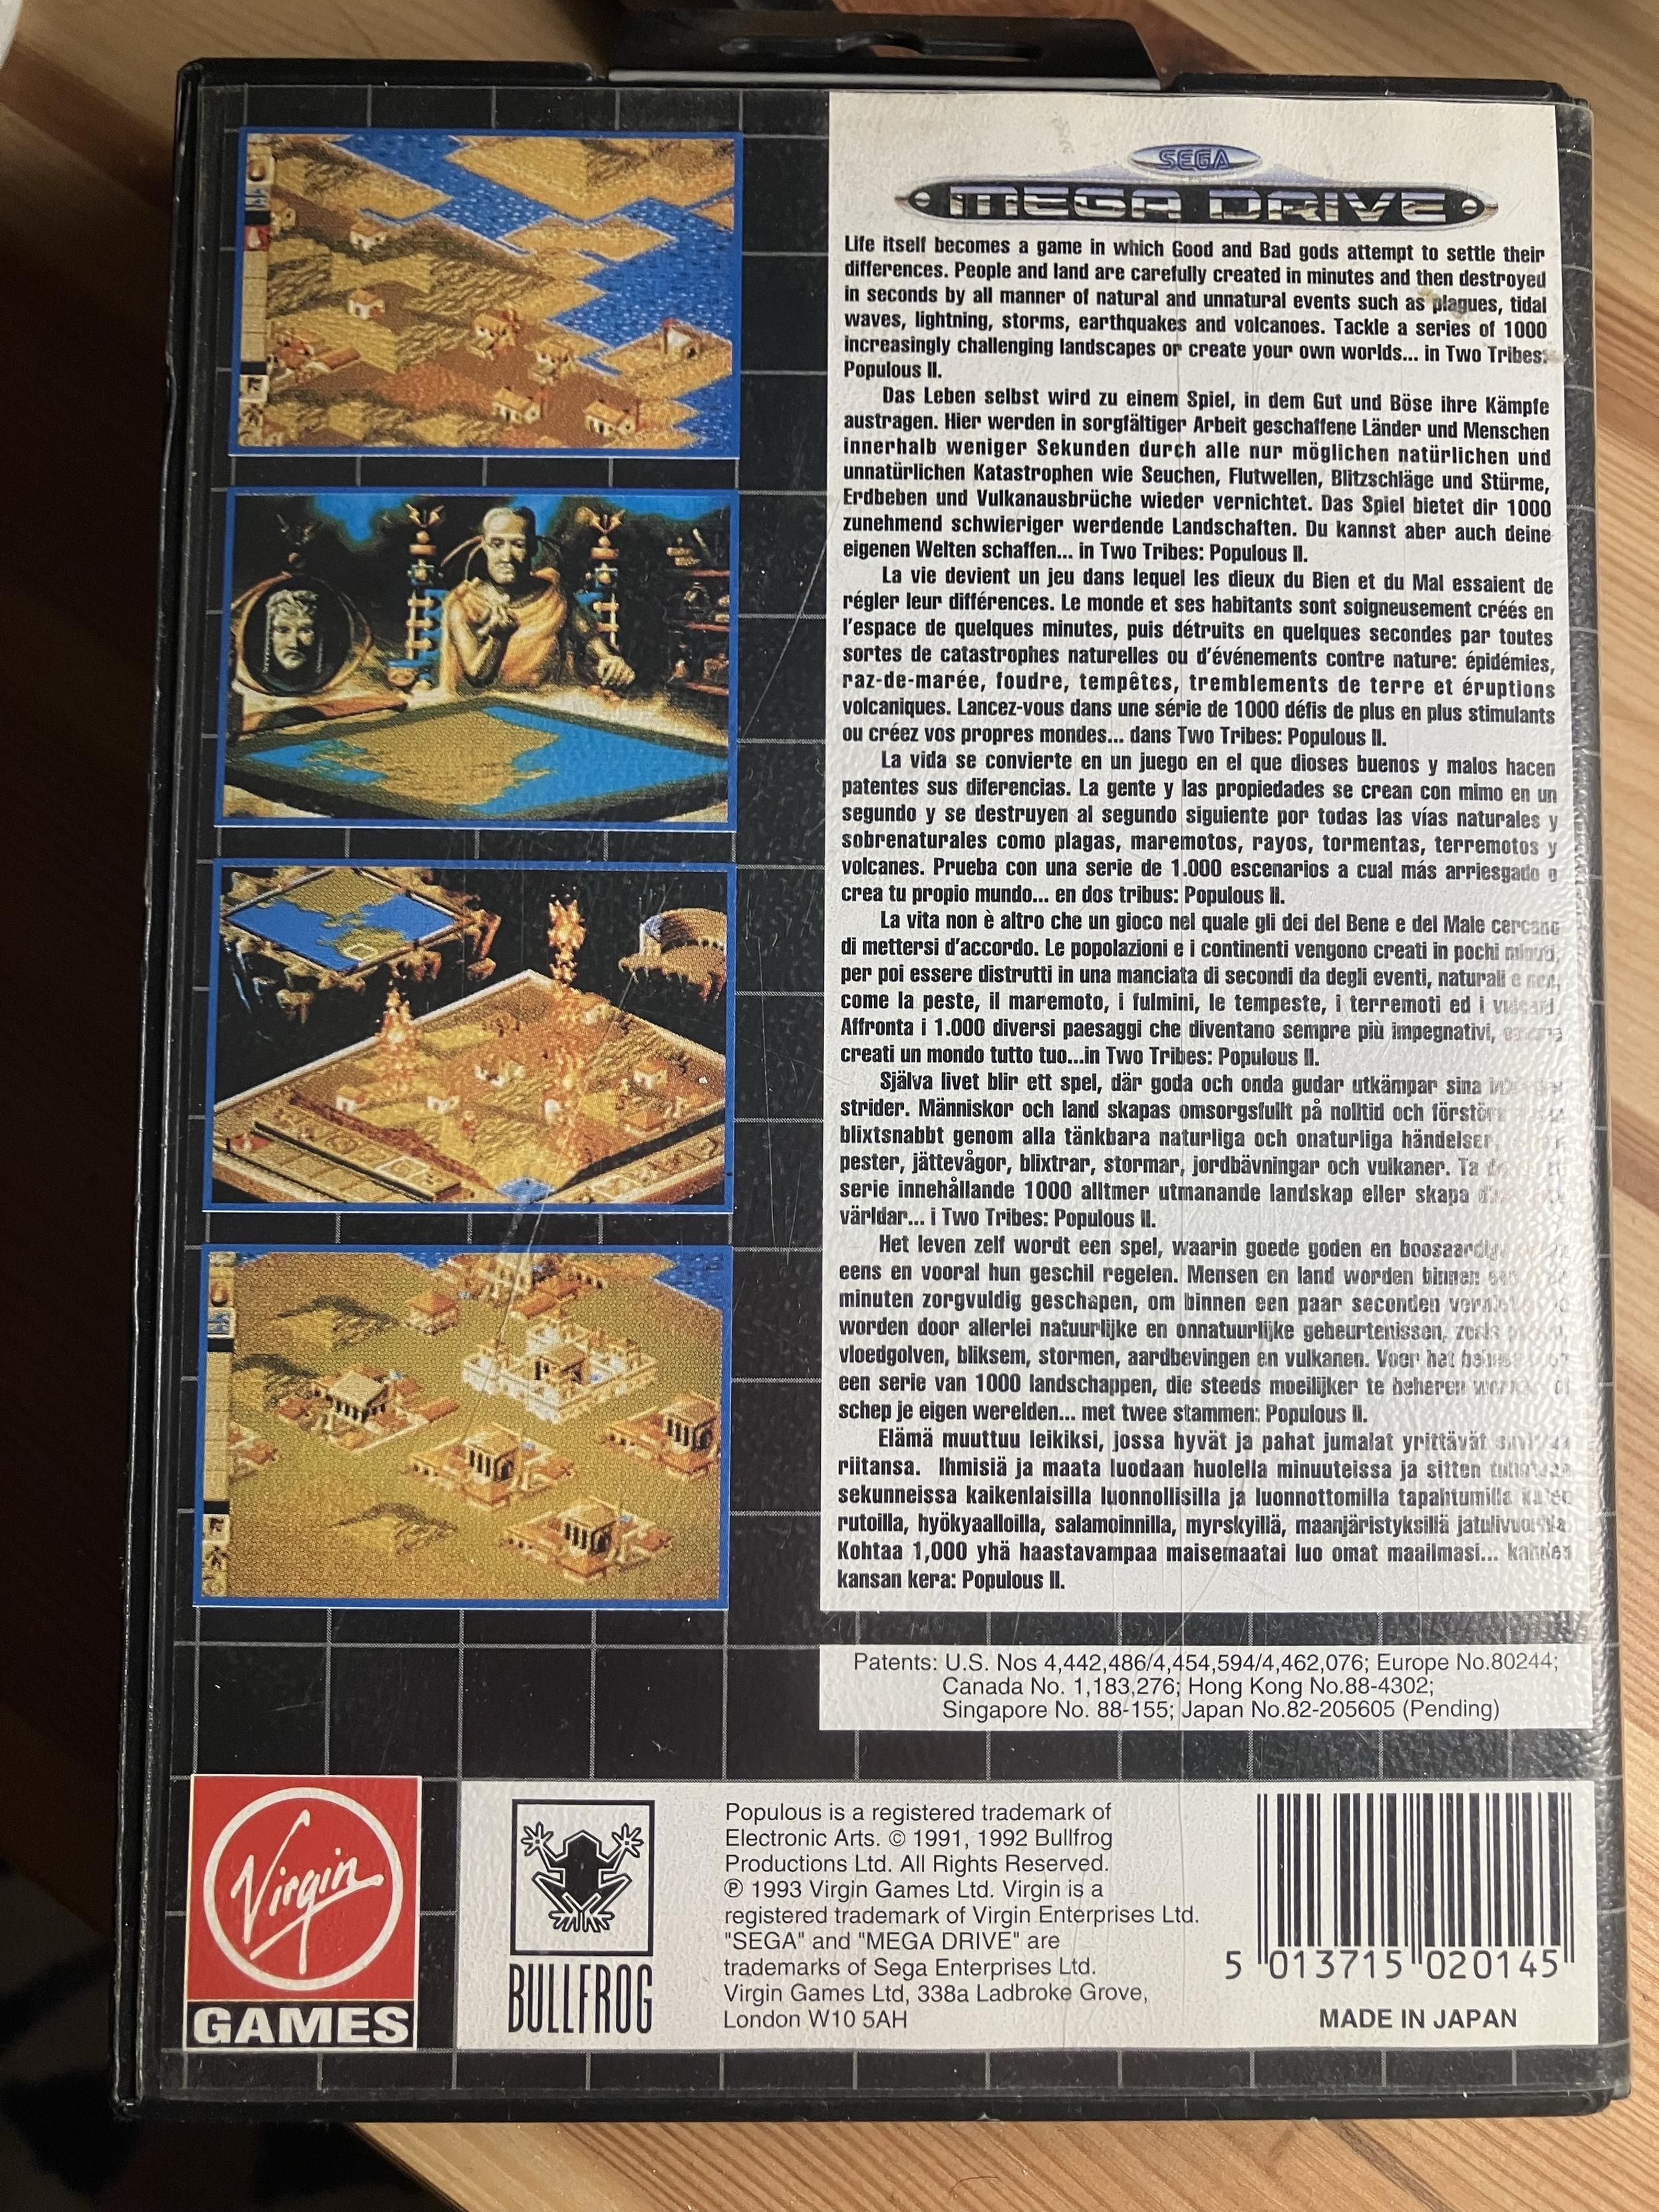 SEGA
MEGA DRIVE
Life itself becomes a game in which Good and Bad gods attempt to settle their
differences. People and land are carefully created in minutes and then destroyed
in seconds by all manner of natural and unnatural events such as plagues, tidal
waves, lightning, storms, earthquakes and volcanoes. Tackle a series of 1000
increasingly challenging landscapes or create your own worlds... in Two Tribes:
Populous II.
Das Leben selbst wird zu einem Spiel, in dem Gut und Böse ihre Kämpfe
austragen. Hier werden in sorgfältiger Arbeit geschaffene Länder und Menschen
innerhalb weniger Sekunden durch alle nur möglichen natürlichen und
unnatürlichen Katastrophen wie Seuchen, Flutwellen, Blitzschläge und Stürme,
Erdbeben und Vulkanausbrüche wieder vernichtet. Das Spiel bietet dir 1000
zunehmend schwieriger werdende Landschaften. Du kannst aber auch deine
eigenen Welten schaffen... in Two Tribes: Populous II.
La vie devient un jeu dans lequel les dieux du Bien et du Mal essaient de
régler leur différences. Le monde et ses habitants sont soigneusement créés en
l'espace de quelques minutes, puis détruits en quelques secondes par toutes
sortes de catastrophes naturelles ou d'événements contre nature: épidémies,
raz-de-marée, foudre, tempêtes, tremblements de terre et éruptions
volcaniques. Lancez-vous dans une série de 1000 défis de plus en plus stimulants
ou créez vos propres mondes... dans Two Tribes: Populous II.
La vida se convierte en un juego en el que dioses buenos y malos hacen
patentes sus diferencias. La gente y las propiedades se crean con mimo en un
segundo y se destruyen al segundo siguiente por todas las vías naturales y
sobrenaturales como plagas, maremotos, rayos, tormentas, terremotos y
volcanes. Prueba con una serie de 1.000 escenarios a cual más arriesgado o
crea tu propio mundo... en dos tribus: Populous II.
La vita non è altro che un gioco nel quale gli dei del Bene e del Male cercano
di mettersi d'accordo. Le popolazioni e i continenti vengono creati in pochi minuti,
per poi essere distrutti in una manciata di secondi da degli eventi, naturali e non,
come la peste, il maremoto, i fulmini, le tempeste, i terremoti ed i vulcani.
Affronta i 1.000 diversi paesaggi che diventano sempre più impegnativi,
creati un mondo tutto tuo...in Two Tribes: Populous II.
Själva livet blir ett spel, där goda och onda gudar utkämpar sina
strider. Människor och land skapas omsorgsfullt på nolltid och
blixtsnabbt genom alla tänkbara naturliga och onaturliga händelser,
pester, jättevågor, blixtrar, stormar, jordbävningar och vulkaner. Ta
serie innehållande 1000 alltmer utmanande landskap eller skapa
världar... i Two Tribes: Populous II.
Het leven zelf wordt een spel, waarin goede goden en
eens en vooral hun geschil regelen. Mensen en land worden binnen
minuten zorgvuldig geschapen, om binnen een paar seconden
worden door allerlei natuurlijke en onnatuurlijke gebeurtenissen, zoals
vloedgolven, bliksem, stormen, aardbevingen en vulkanen. Voor het
een serie van 1000 landschappen, die steeds moeilijker te beheren
schep je eigen werelden... met twee stammen: Populous II.
Elämä muuttuu leikiksi, jossa hyvät ja pahat jumalat yrittävät
riitansa. Ihmisiä ja maata luodaan huolella minuuteissa ja sitten
sekunneissa kaikenlaisilla luonnollisilla ja luonnottomilla tapahtumilla
rutoilla, hyökyaalloilla, salamoinnilla, myrskyillä, maanjäristyksillä
Kohtaa 1,000 yhä haastavampaa maisemaatai luo omat maailmasi... kahden
kansan kera: Populous II.
Patents: U.S. Nos 4,442,486/4,454,594/4,462,076; Europe No.80244;
Canada No. 1,183,276; Hong Kong No.88-4302;
Singapore No. 88-155; Japan No.82-205605 (Pending)
Virgin
GAMES
BULLFROG
Populous is a registered trademark of
Electronic Arts. © 1991, 1992 Bullfrog
Productions Ltd. All Rights Reserved.
℗ 1993 Virgin Games Ltd. Virgin is a
registered trademark of Virgin Enterprises Ltd.
"SEGA" and "MEGA DRIVE" are
trademarks of Sega Enterprises Ltd.
Virgin Games Ltd, 338a Ladbroke Grove,
London W10 5AH
5 013715 020145
MADE IN JAPAN